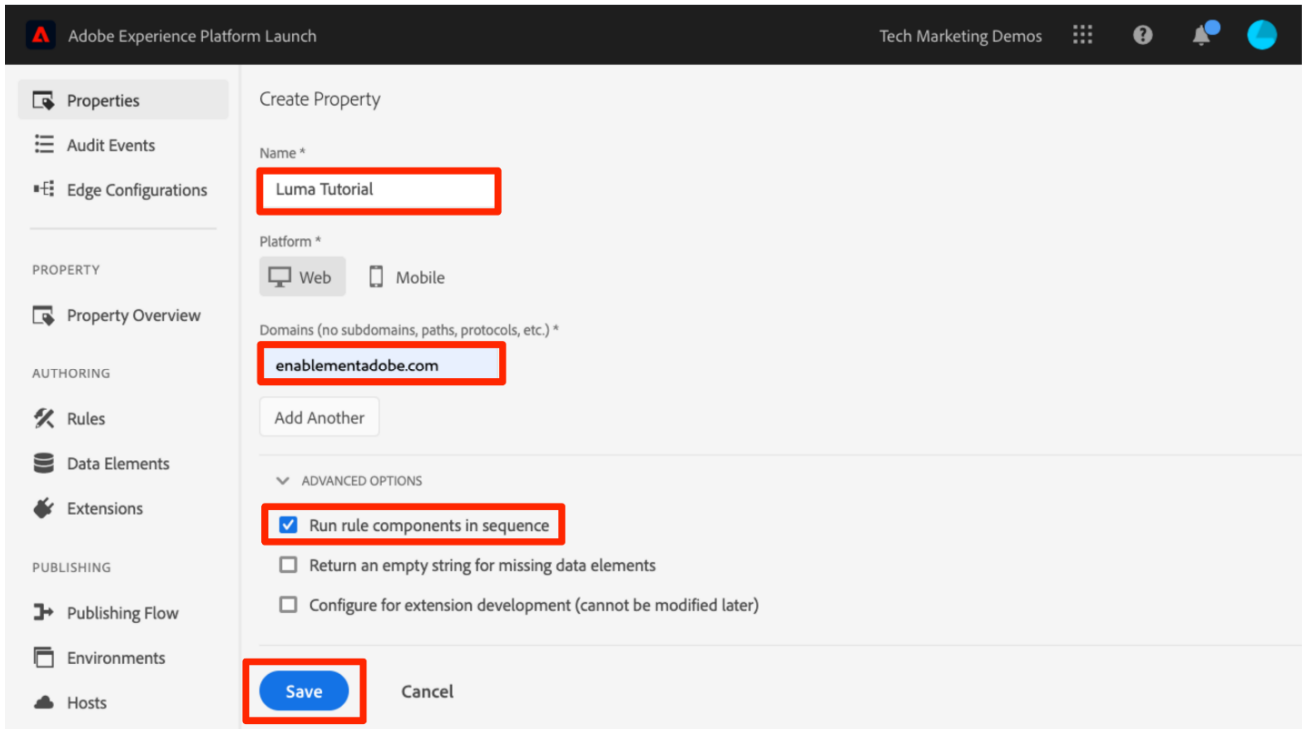 Adobe Experience Platform Launch
Tech Marketing Demos
Properties
Audit Events
Edge Configurations
PROPERTY
Property Overview
AUTHORING
Rules
Data Elements
Extensions
PUBLISHING
Publishing Flow
Environments
Hosts
Create Property
Name *
Luma Tutorial
Platform *
Web Mobile
Domains (no subdomains, paths, protocols, etc.) *
enablementadobe.com
Add Another
ADVANCED OPTIONS
Run rule components in sequence
Return an empty string for missing data elements
Configure for extension development (cannot be modified later)
Save Cancel